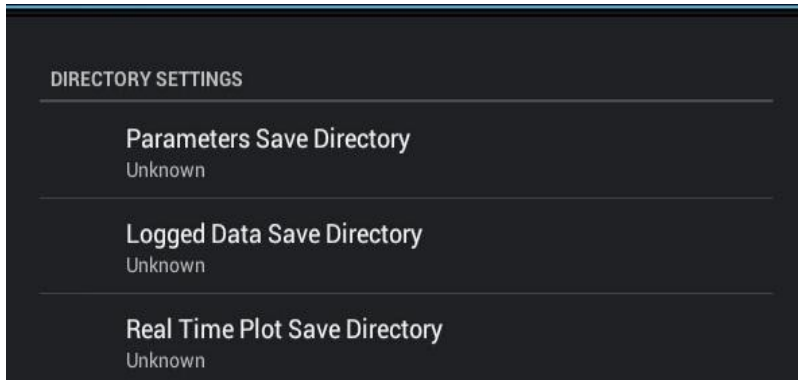 DIRECTORY SETTINGS
Parameters Save Directory
Unknown
Logged Data Save Directory
Unknown
Real Time Plot Save Directory
Unknown